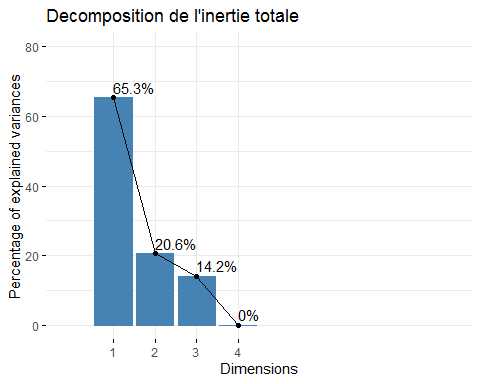 Decomposition de l'inertie totale
80
60
40
20
0
Percentage of explained variances
65.3%
20.6%
14.2%
0%
1 2 3 4
Dimensions